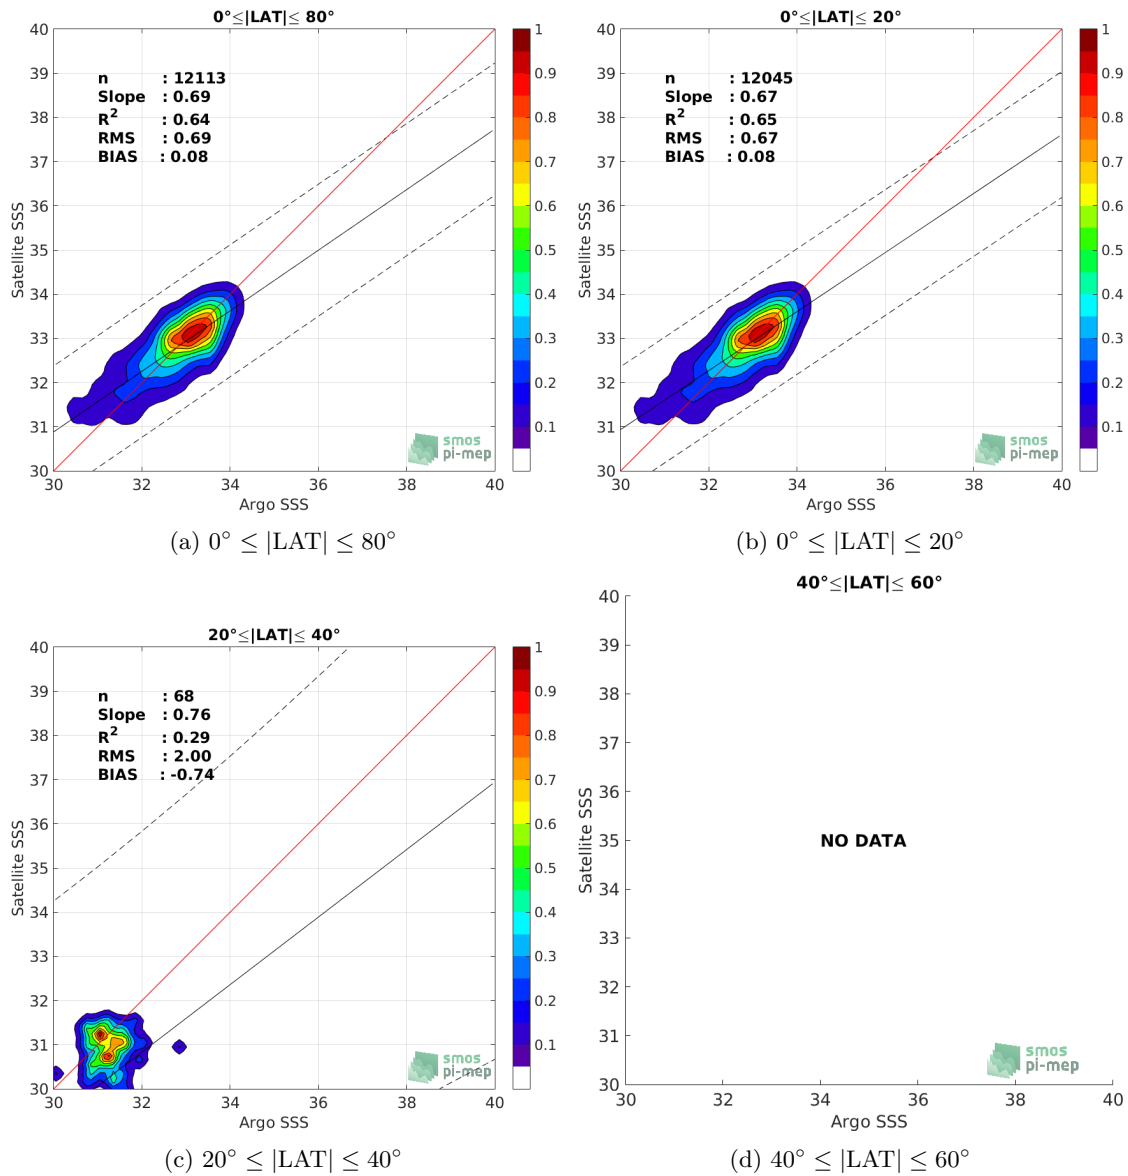 0°≤|LAT|≤ 80°
40
39
38
37
36
35
34
33
32
31
30
Satellite SSS
n : 12113
Slope : 0.69
R² : 0.64
RMS : 0.69
BIAS : 0.08
smos
pi-mep
30 32 34 36 38 40
Argo SSS
1
0.9
0.8
0.7
0.6
0.5
0.4
0.3
0.2
0.1
(a) 0° ≤ |LAT| ≤ 80°
0°≤|LAT|≤ 20°
40
39
38
37
36
35
34
33
32
31
30
Satellite SSS
n : 12045
Slope : 0.67
R² : 0.65
RMS : 0.67
BIAS : 0.08
smos
pi-mep
30 32 34 36 38 40
Argo SSS
1
0.9
0.8
0.7
0.6
0.5
0.4
0.3
0.2
0.1
(b) 0° ≤ |LAT| ≤ 20°
20°≤|LAT|≤ 40°
40
39
38
37
36
35
34
33
32
31
30
Satellite SSS
n : 68
Slope : 0.76
R² : 0.29
RMS : 2.00
BIAS : -0.74
smos
pi-mep
30 32 34 36 38 40
Argo SSS
1
0.9
0.8
0.7
0.6
0.5
0.4
0.3
0.2
0.1
(c) 20° ≤ |LAT| ≤ 40°
40°≤|LAT|≤ 60°
40
39
38
37
36
35
34
33
32
31
30
Satellite SSS
NO DATA
smos
pi-mep
30 32 34 36 38 40
Argo SSS
(d) 40° ≤ |LAT| ≤ 60°